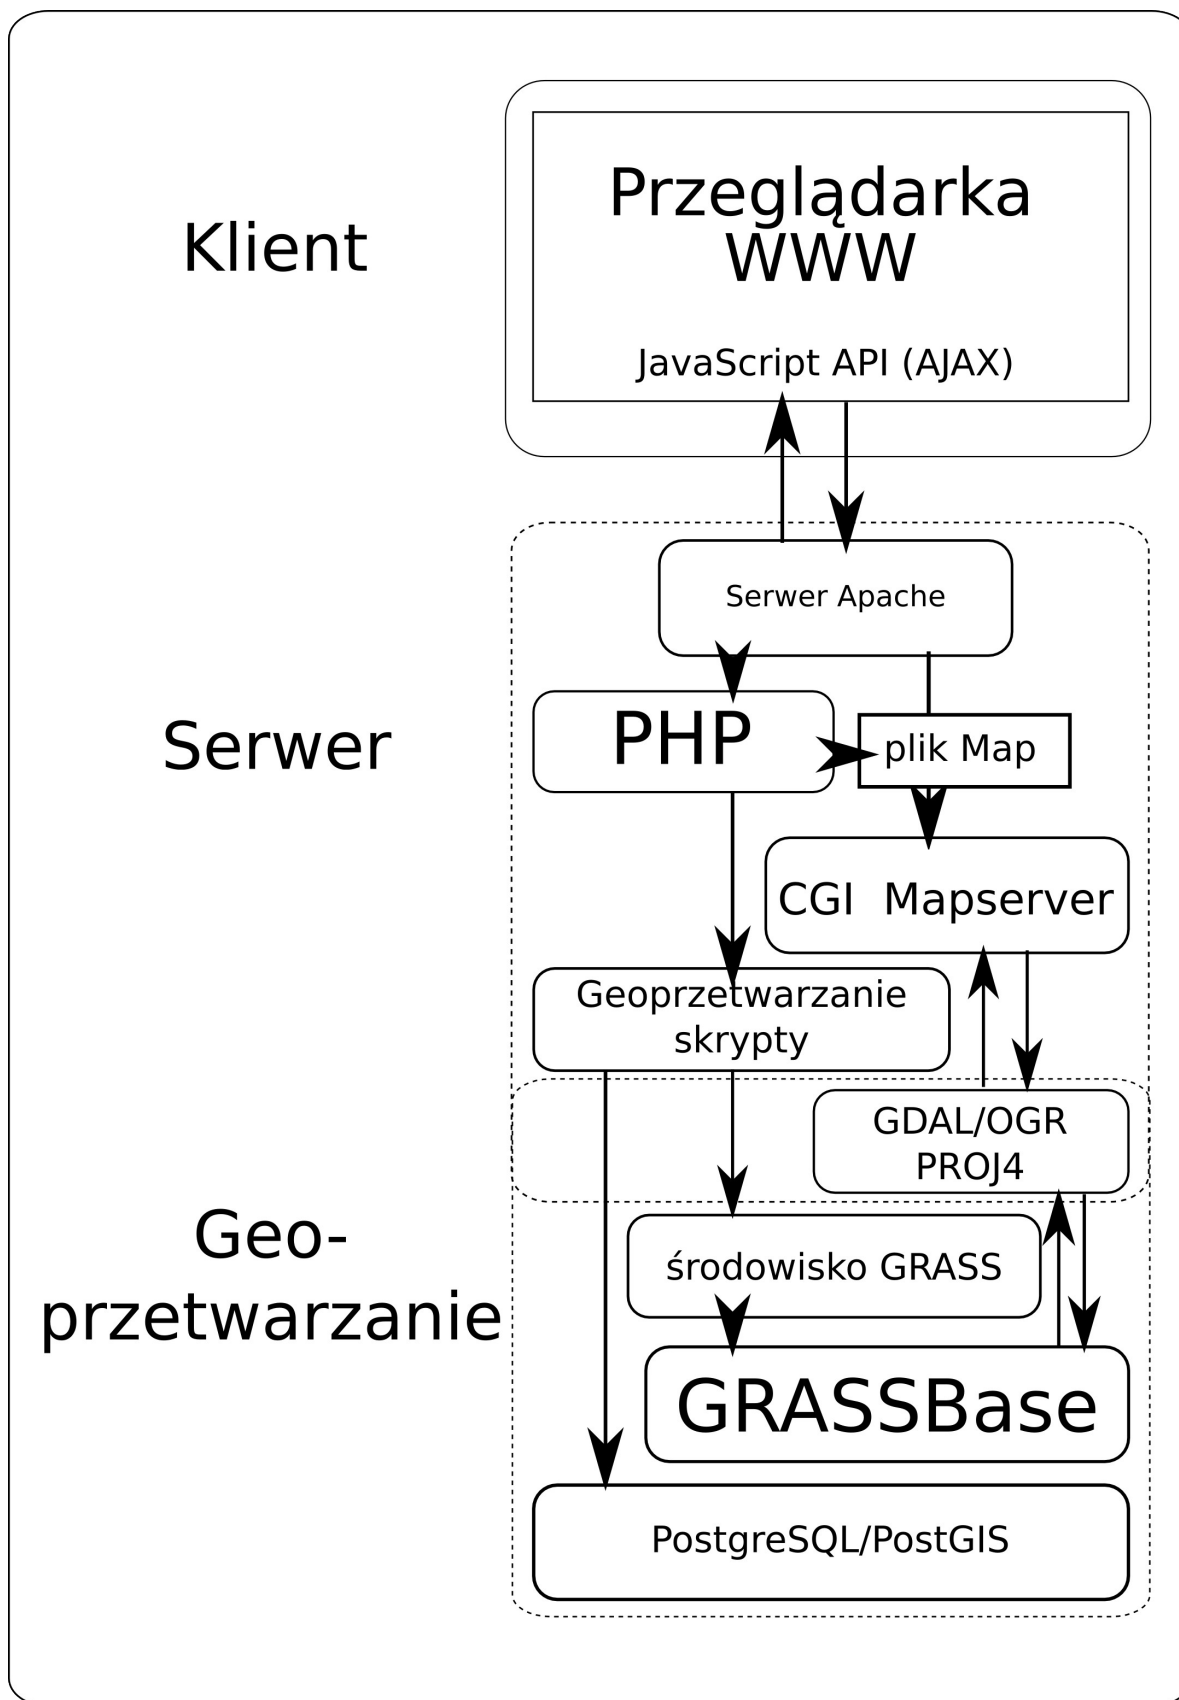 Klient
Przeglądarka
WWW
JavaScript API (AJAX)
Serwer
Serwer Apache
PHP
plik Map
CGI Mapserver
Geoprzetwarzanie
skrypty
GDAL/OGR
PROJ4
Geo-
przetwarzanie
środowisko GRASS
GRASSBase
PostgreSQL/PostGIS